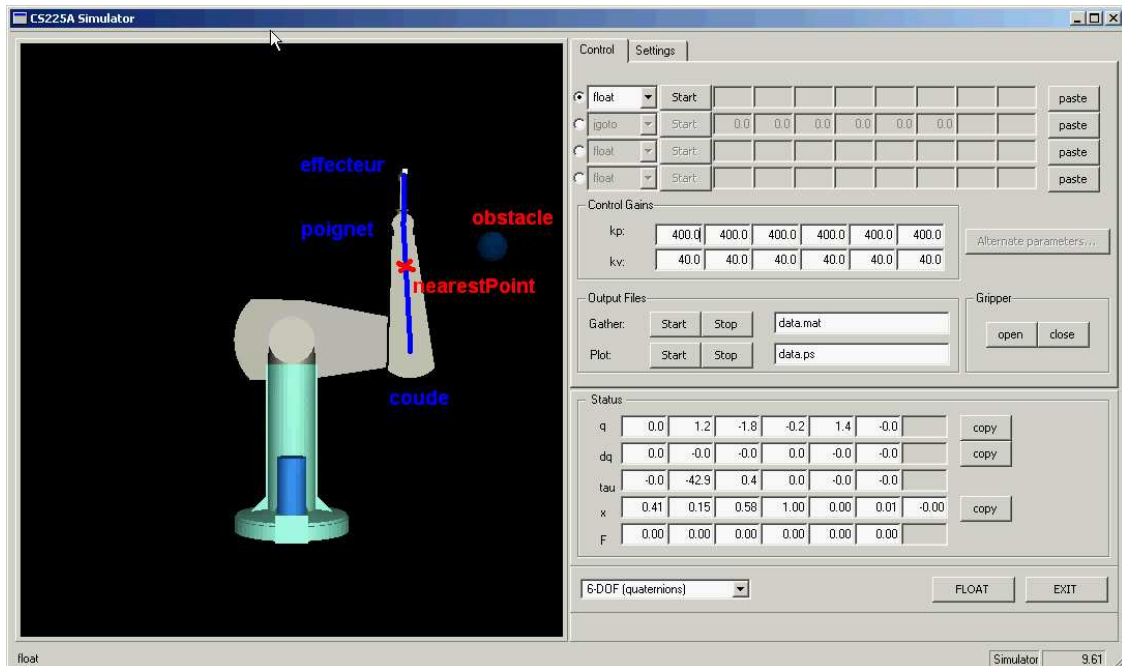 CS225A Simulator
effecteur
poignet
obstacle
nearestPoint
coude
Control Settings
float Start paste
jgoto Start 0.0 0.0 0.0 0.0 0.0 0.0 paste
float Start paste
float Start paste
Control Gains
kp: 400.0 400.0 400.0 400.0 400.0 400.0
Alternate parameters...
kv: 40.0 40.0 40.0 40.0 40.0 40.0
Output Files
Gather: Start Stop data.mat
Plot: Start Stop data.ps
Gripper
open close
Status
q 0.0 1.2 -1.8 -0.2 1.4 -0.0 copy
dq 0.0 -0.0 -0.0 0.0 -0.0 -0.0 copy
tau -0.0 -42.9 0.4 0.0 -0.0 -0.0
x 0.41 0.15 0.58 1.00 0.00 0.01 -0.00 copy
F 0.00 0.00 0.00 0.00 0.00 0.00
6-DOF (quaternions) FLOAT EXIT
float Simulator 9.61